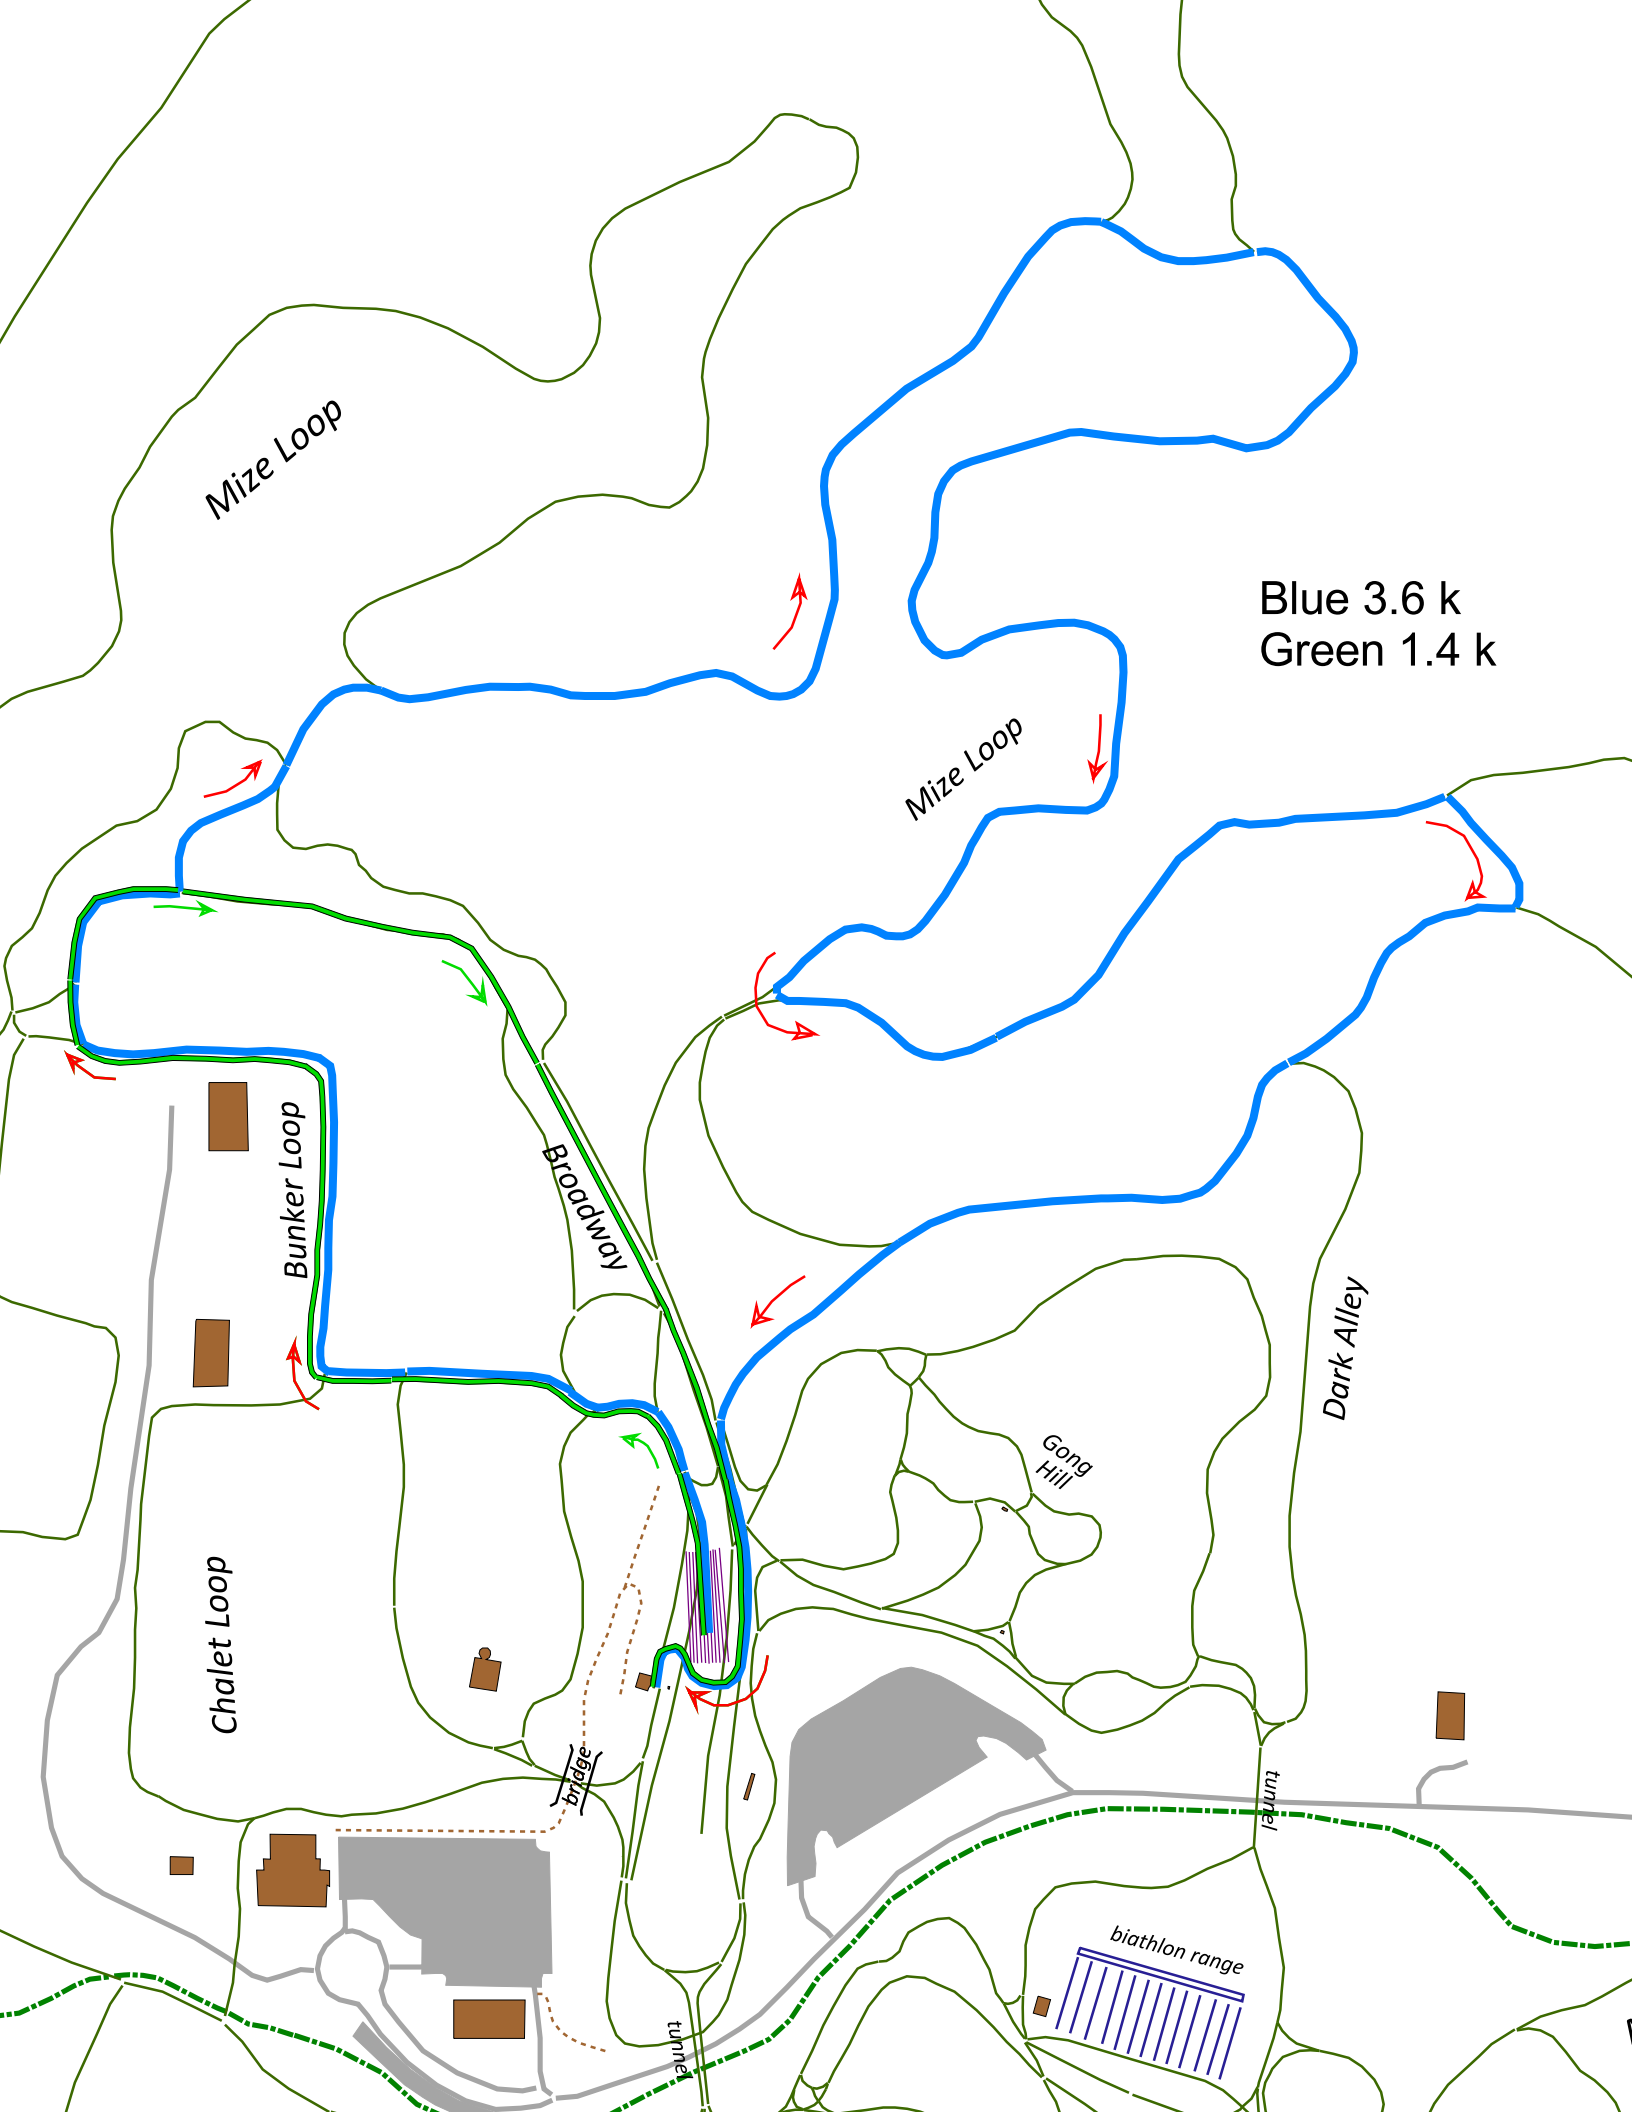 Mize Loop
Blue 3.6 k
Green 1.4 k
Mize Loop
Bunker Loop
Broadway
Dark Alley
Gong
Hill
Chalet Loop
bridge
tunnel
biathlon range
tunnel